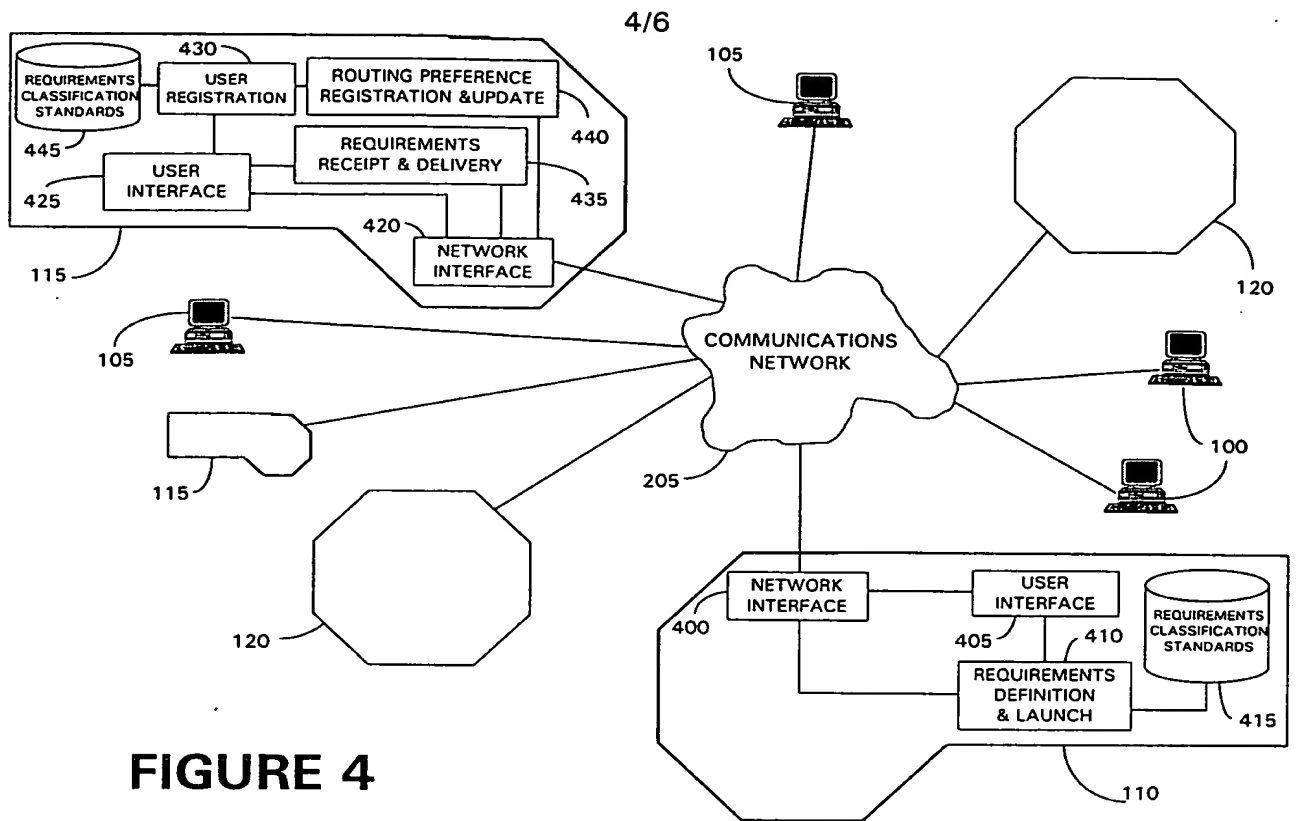 4/6
430
REQUIREMENTS
CLASSIFICATION
STANDARDS
USER
REGISTRATION
ROUTING PREFERENCE
REGISTRATION &UPDATE
105
445
440
REQUIREMENTS
RECEIPT & DELIVERY
425
USER
INTERFACE
435
420
NETWORK
INTERFACE
115
120
105
COMMUNICATIONS
NETWORK
100
115
205
NETWORK
INTERFACE
USER
INTERFACE
REQUIREMENTS
CLASSIFICATION
STANDARDS
400
405
410
120
REQUIREMENTS
DEFINITION
& LAUNCH
415
FIGURE 4
110